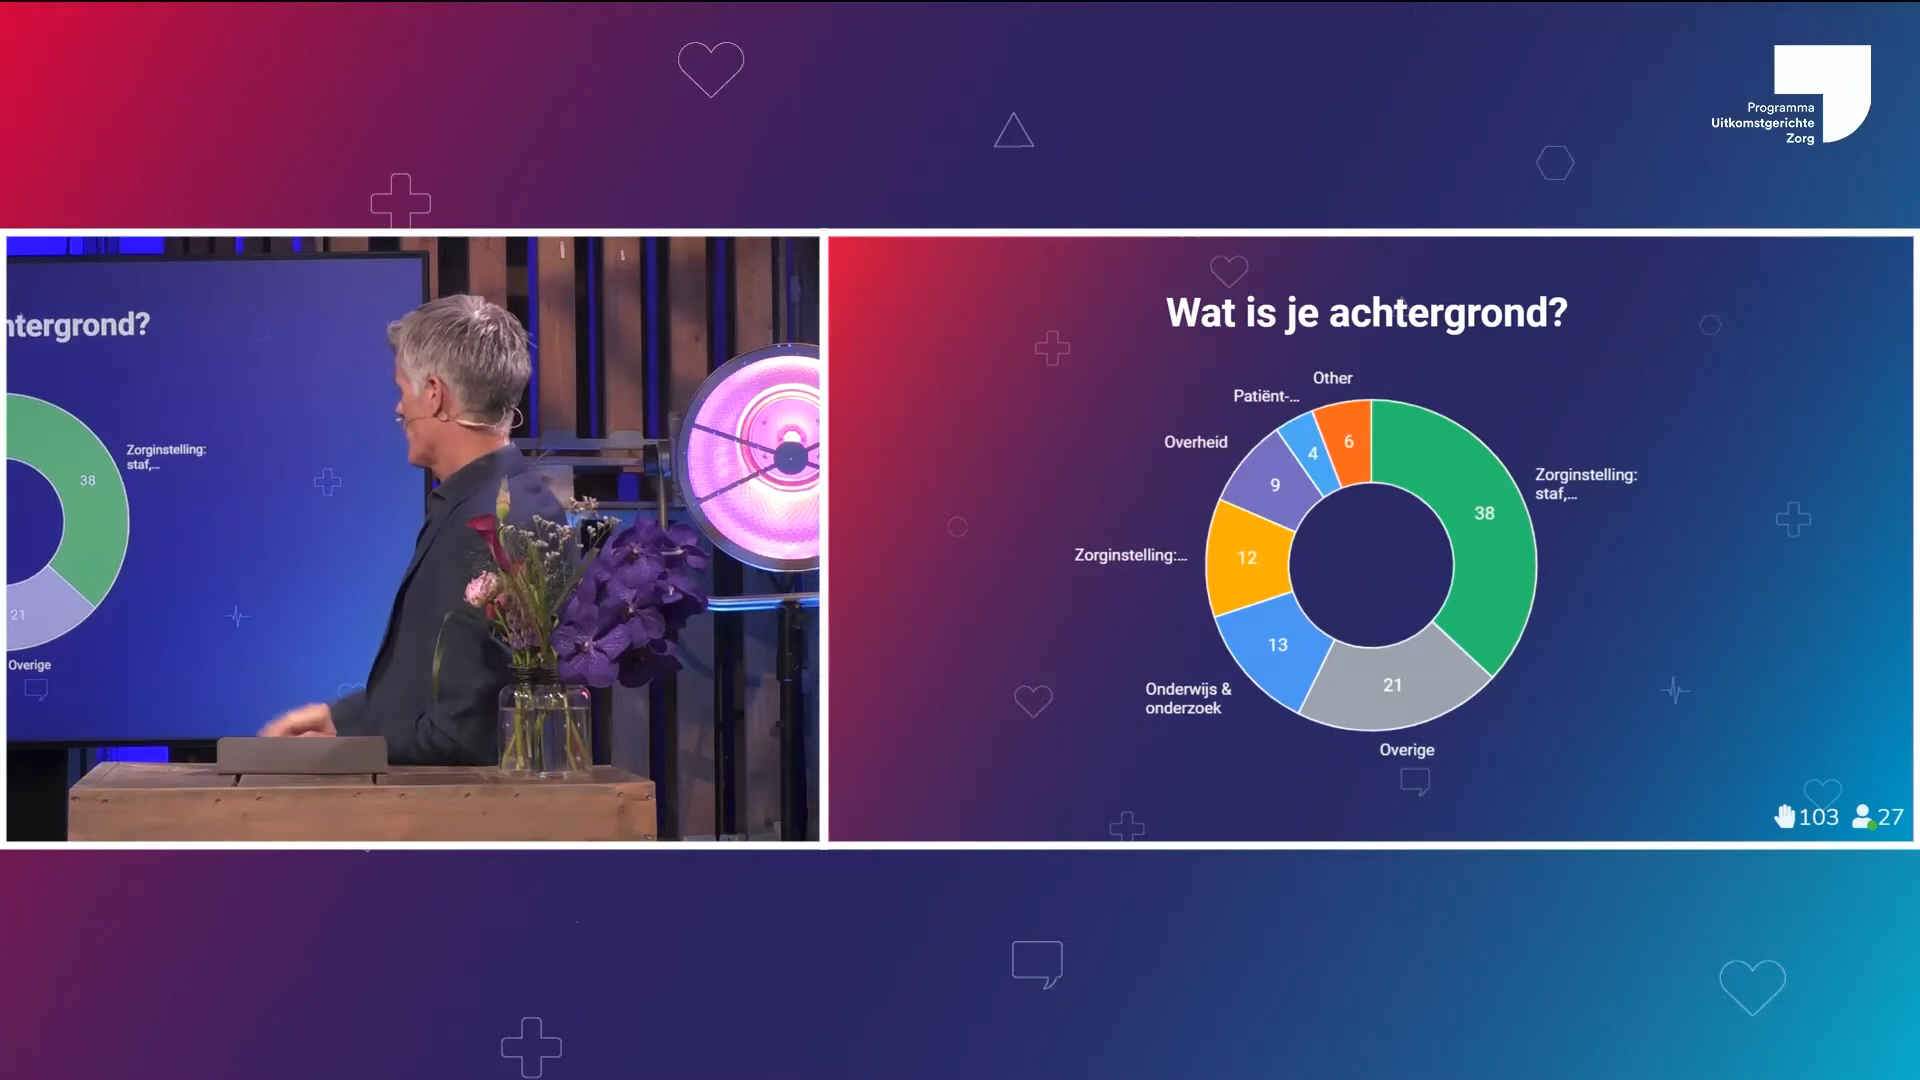 Programma
Uitkomstgerichte
Zorg
ntergrond?
Zorginstelling:
staf,...
38
21
Overige
Wat is je achtergrond?
Other
Patiënt-...
Overheid
Zorginstelling:
staf,...
4
6
9
38
Zorginstelling:...
12
13
Onderwijs &
onderzoek
21
Overige
103
27